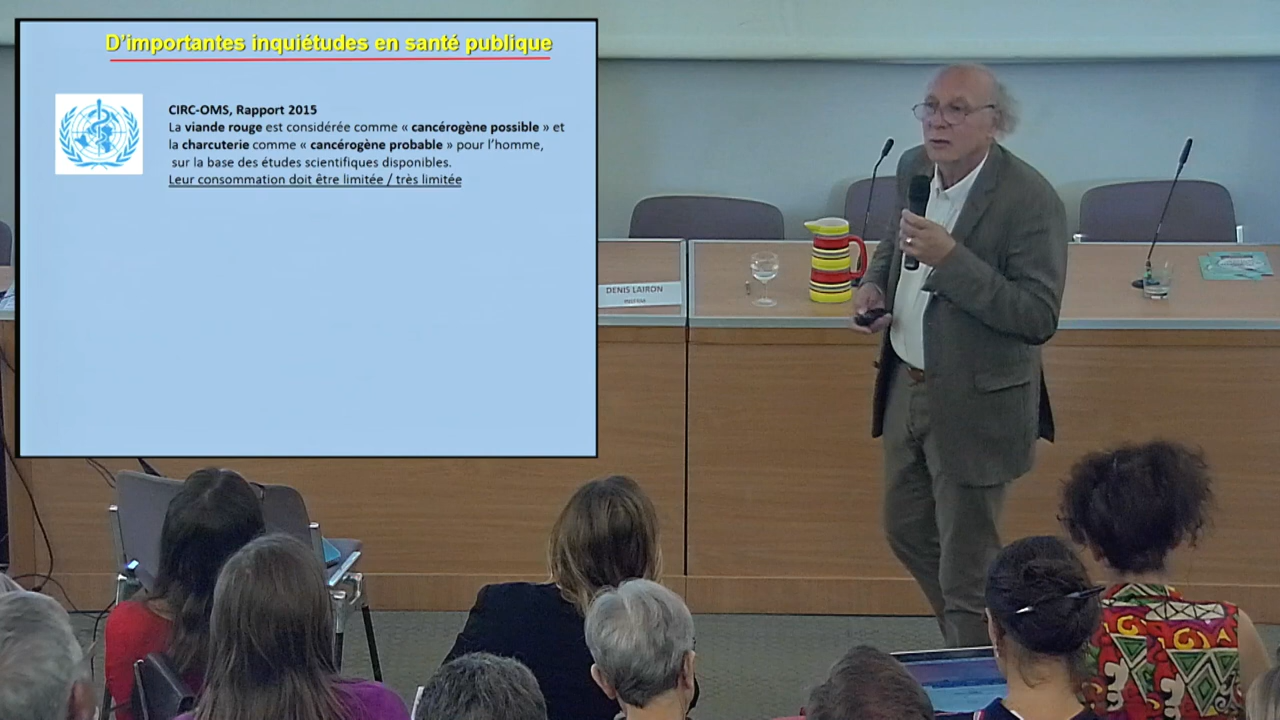 D'importantes inquiétudes en santé publique
CIRC-OMS, Rapport 2015
La viande rouge est considérée comme « cancérogène possible » et
la charcuterie comme « cancérogène probable » pour l'homme,
sur la base des études scientifiques disponibles.
Leur consommation doit être limitée / très limitée
DENIS LAIRON